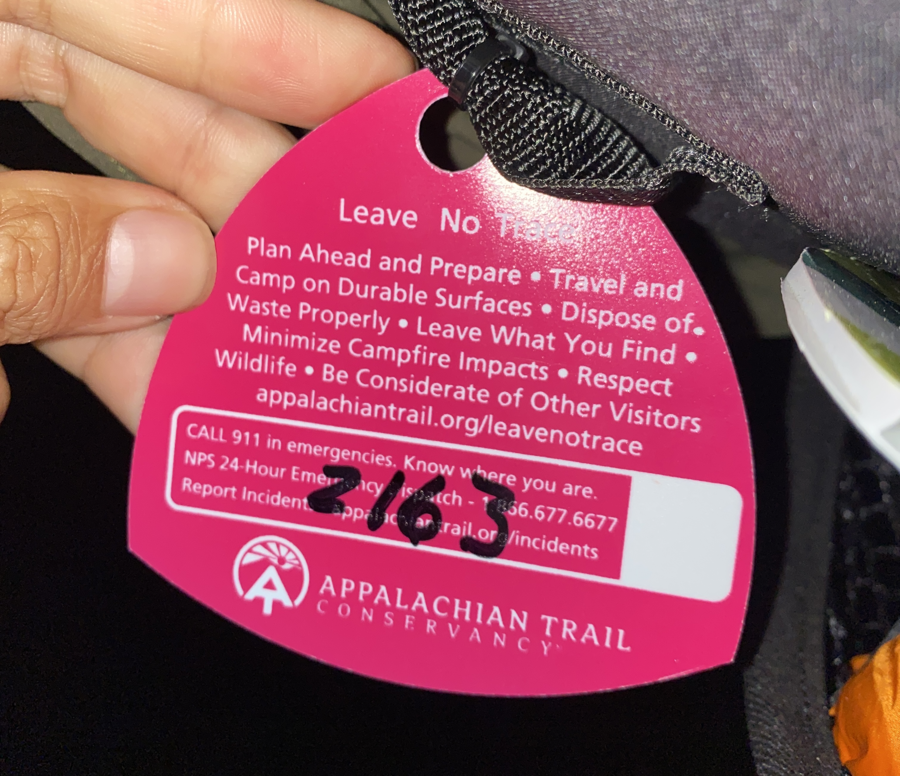 Leave No Trace
Plan Ahead and Prepare • Travel and
Camp on Durable Surfaces • Dispose of
Waste Properly • Leave What You Find •
Minimize Campfire Impacts • Respect
Wildlife • Be Considerate of Other Visitors
appalachiantrail.org/leavenotrace
CALL 911 in emergencies. Know where you are.
NPS 24-Hour Emergency Dispatch - 1.866.677.6677
Report Incidents: appalachiantrail.org/incidents
2163
APPALACHIAN TRAIL
CONSERVANCY